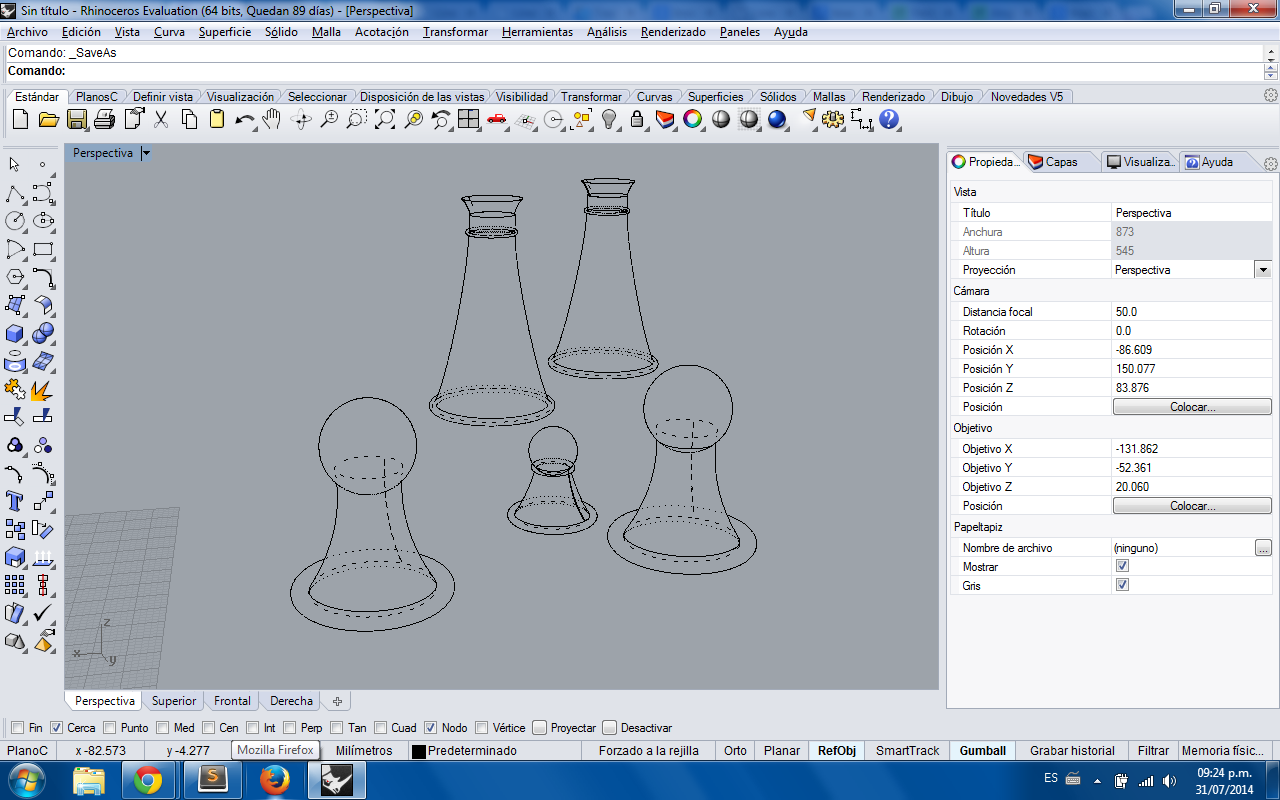 Sin título - Rhinoceros Evaluation (64 bits, Quedan 89 días) - [Perspectiva]
Archivo Edición Vista Curva Superficie Sólido Malla Acotación Transformar Herramientas Análisis Renderizado Paneles Ayuda
Comando: _SaveAs
Comando:
Estándar PlanosC Definir vista Visualización Seleccionar Disposición de las vistas Visibilidad Transformar Curvas Superficies Sólidos Mallas Renderizado Dibujo Novedades V5
Perspectiva
Propieda... Capas Visualiza... Ayuda
Vista
Título Perspectiva
Anchura 873
Altura 545
Proyección Perspectiva
Cámara
Distancia focal 50.0
Rotación 0.0
Posición X -86.609
Posición Y 150.077
Posición Z 83.876
Posición Colocar...
Objetivo
Objetivo X -131.862
Objetivo Y -52.361
Objetivo Z 20.060
Posición Colocar...
Papeltapiz
Nombre de archivo (ninguno) ...
Mostrar
Gris
z
x
y
Perspectiva Superior Frontal Derecha
Fin Cerca Punto Med Cen Int Perp Tan Cuad Nodo Vértice Proyectar Desactivar
PlanoC x -82.573 y -4.277 Mozilla Firefox Milímetros Predeterminado Forzado a la rejilla Orto Planar RefObj SmartTrack Gumball Grabar historial Filtrar Memoria físic...
S
ES
09:24 p.m.
31/07/2014